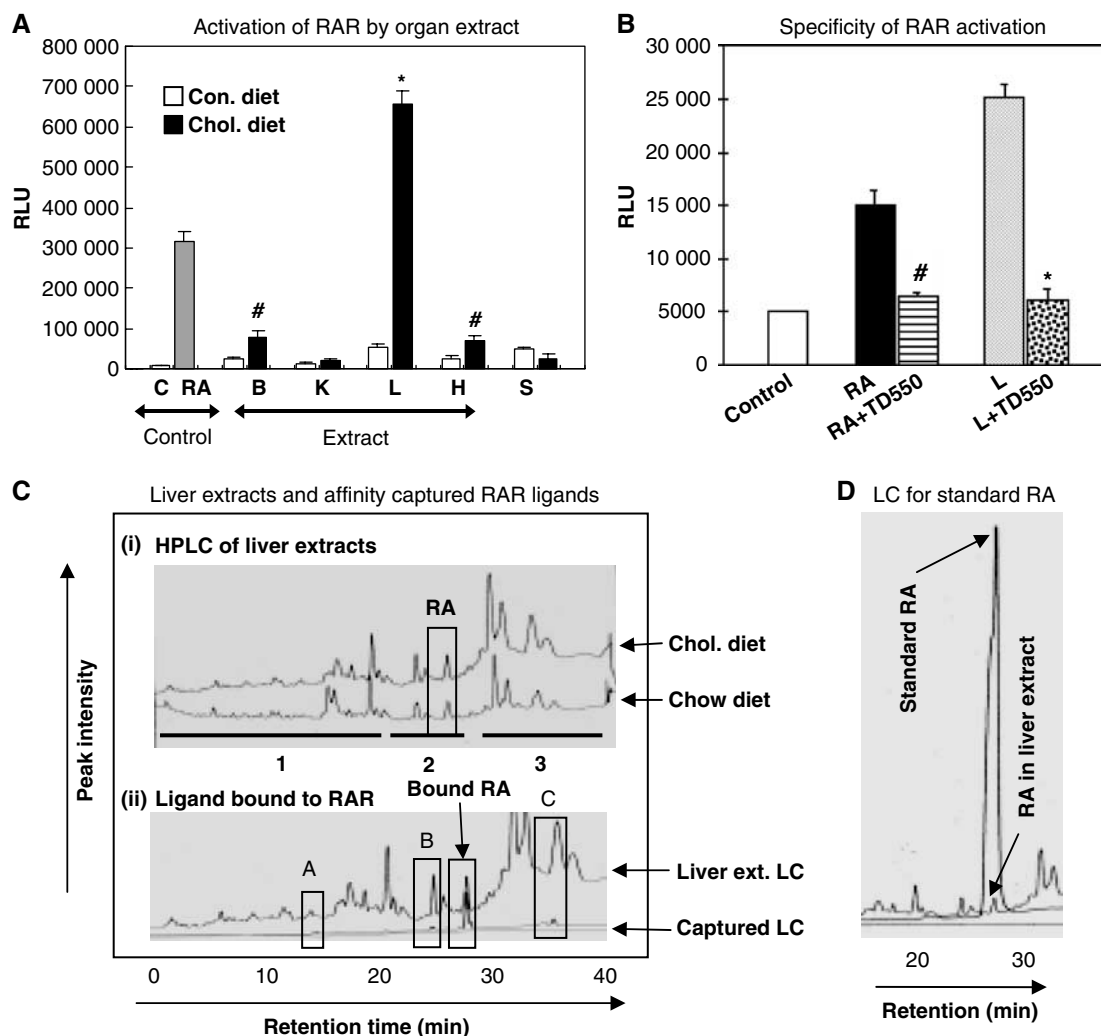 A
Activation of RAR by organ extract
800 000
700 000
600 000
500 000
400 000
300 000
200 000
100 000
0
RLU
Con. diet
Chol. diet
#
*
#
C RA B K L H S
Control
Extract
B
Specificity of RAR activation
30 000
25 000
20 000
15 000
10 000
5000
0
RLU
#
*
Control
RA
RA+TD550
L
L+TD550
C
Liver extracts and affinity captured RAR ligands
Peak intensity
(i) HPLC of liver extracts
RA
Chol. diet
Chow diet
1 2 3
(ii) Ligand bound to RAR
Bound RA
A
B
C
Liver ext. LC
Captured LC
0 10 20 30 40
Retention time (min)
D
LC for standard RA
Standard RA
RA in liver extract
20 30
Retention (min)